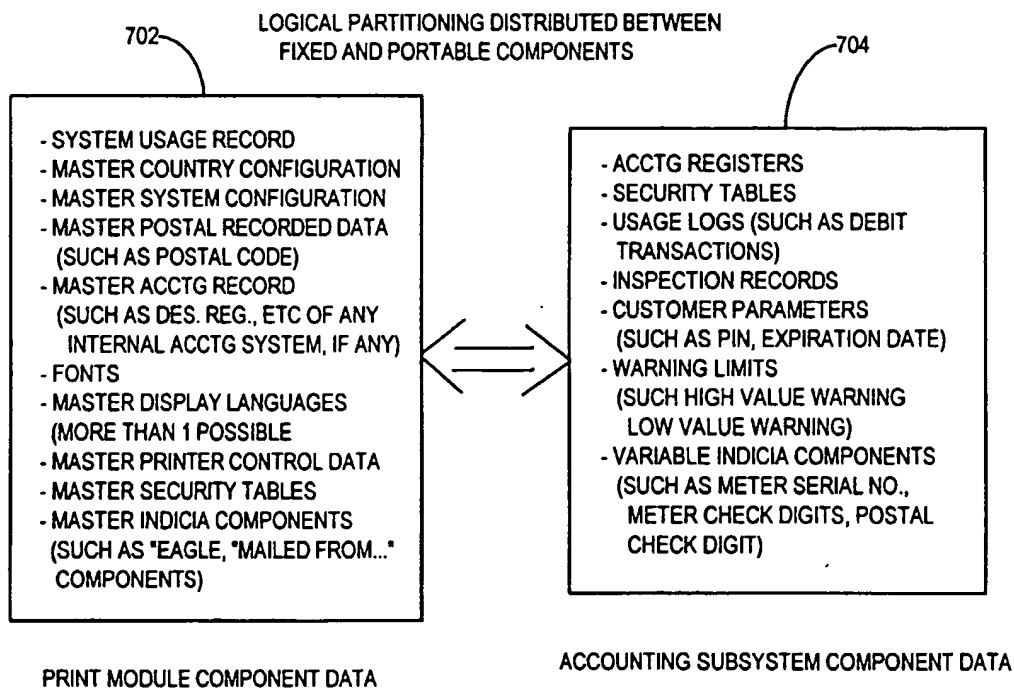 LOGICAL PARTITIONING DISTRIBUTED BETWEEN
FIXED AND PORTABLE COMPONENTS
702
704
- SYSTEM USAGE RECORD
- MASTER COUNTRY CONFIGURATION
- MASTER SYSTEM CONFIGURATION
- MASTER POSTAL RECORDED DATA
(SUCH AS POSTAL CODE)
- MASTER ACCTG RECORD
(SUCH AS DES. REG., ETC OF ANY
INTERNAL ACCTG SYSTEM, IF ANY)
- FONTS
- MASTER DISPLAY LANGUAGES
(MORE THAN 1 POSSIBLE
- MASTER PRINTER CONTROL DATA
- MASTER SECURITY TABLES
- MASTER INDICIA COMPONENTS
(SUCH AS "EAGLE, "MAILED FROM..."
COMPONENTS)
PRINT MODULE COMPONENT DATA
- ACCTG REGISTERS
- SECURITY TABLES
- USAGE LOGS (SUCH AS DEBIT
TRANSACTIONS)
- INSPECTION RECORDS
- CUSTOMER PARAMETERS
(SUCH AS PIN, EXPIRATION DATE)
- WARNING LIMITS
(SUCH HIGH VALUE WARNING
LOW VALUE WARNING)
- VARIABLE INDICIA COMPONENTS
(SUCH AS METER SERIAL NO.,
METER CHECK DIGITS, POSTAL
CHECK DIGIT)
ACCOUNTING SUBSYSTEM COMPONENT DATA